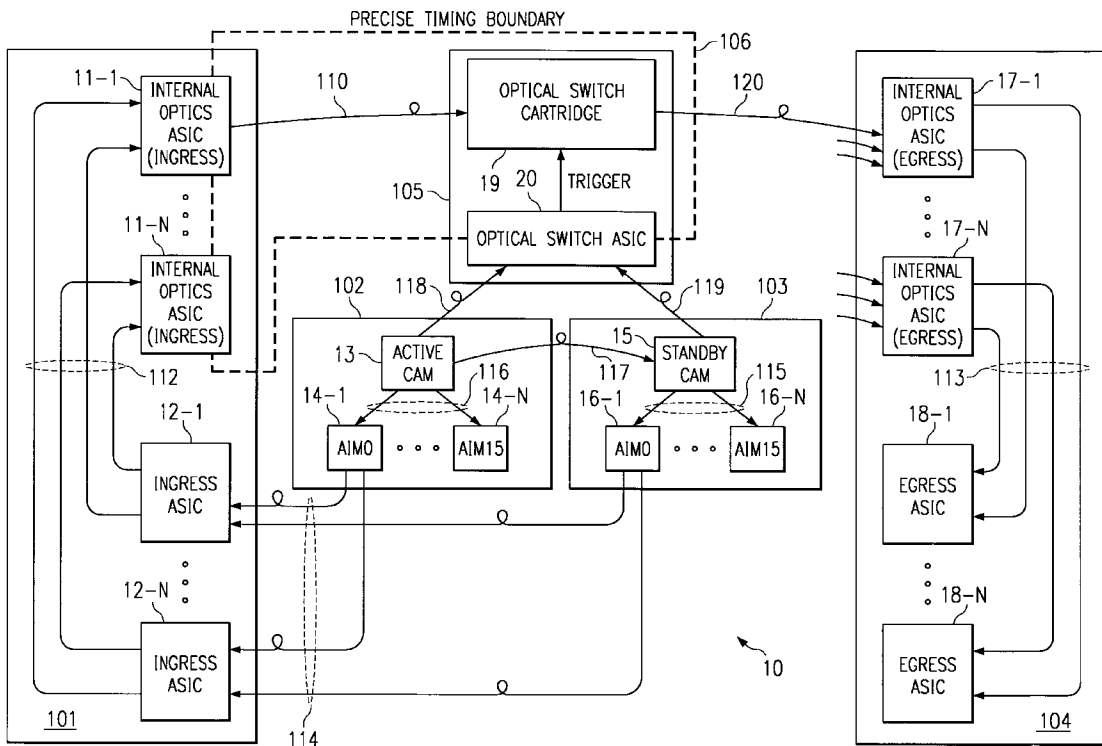 PRECISE TIMING BOUNDARY
106
11-1
INTERNAL
OPTICS
ASIC
(INGRESS)
110
OPTICAL SWITCH
CARTRIDGE
120
17-1
INTERNAL
OPTICS
ASIC
(EGRESS)
19
TRIGGER
105
20
OPTICAL SWITCH ASIC
11-N
INTERNAL
OPTICS
ASIC
(INGRESS)
17-N
INTERNAL
OPTICS
ASIC
(EGRESS)
102
118
119
103
13
ACTIVE
CAM
15
STANDBY
CAM
112
116
117
115
113
14-1
14-N
16-1
16-N
AIM0
AIM15
AIM0
AIM15
12-1
INGRESS
ASIC
18-1
EGRESS
ASIC
12-N
INGRESS
ASIC
18-N
EGRESS
ASIC
10
101
114
104